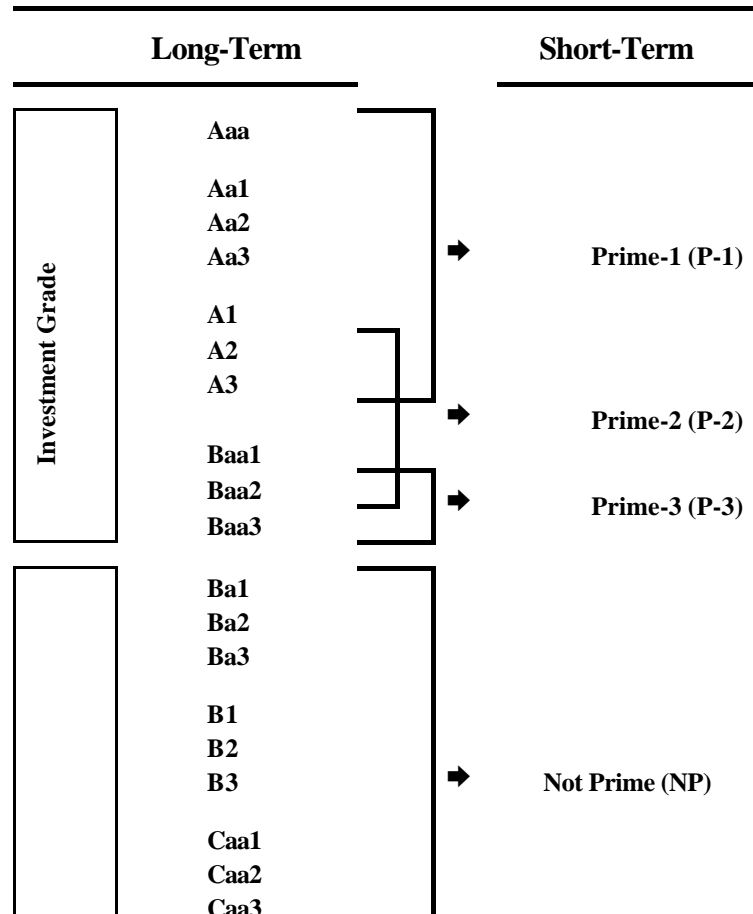 Long-Term Short-Term
Investment Grade
Aaa
Aa1
Aa2
Aa3
Prime-1 (P-1)
A1
A2
A3
Prime-2 (P-2)
Baa1
Baa2
Baa3
Prime-3 (P-3)
Ba1
Ba2
Ba3
B1
B2
B3
Not Prime (NP)
Caa1
Caa2
Caa3